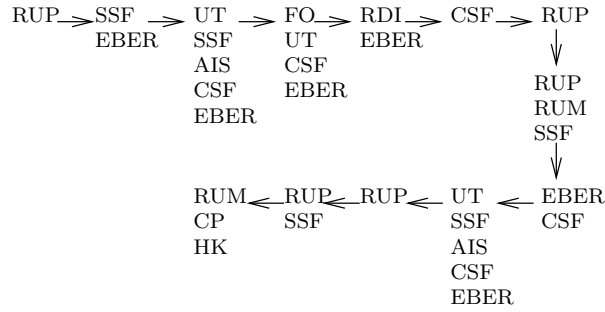 RUP SSF UT FO RDI CSF RUP
EBER SSF UT EBER
AIS CSF
CSF EBER
EBER
RUP
RUM
SSF
RUM RUP RUP UT EBER
CP SSF SSF CSF
HK AIS
CSF
EBER